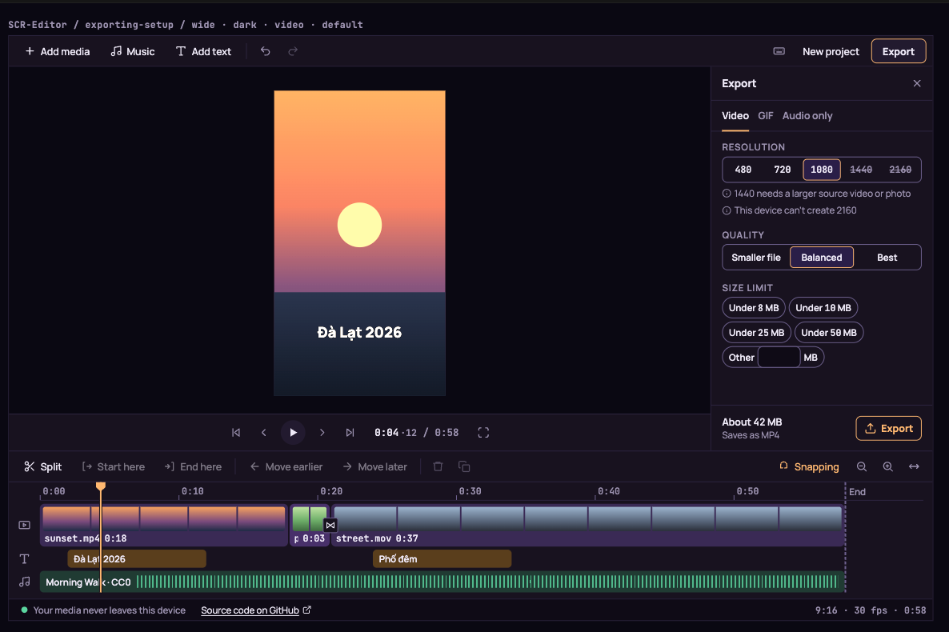 SCR-Editor / exporting-setup / wide · dark · video · default
+ Add media Music Add text New project Export
Export
Video GIF Audio only
RESOLUTION
480 720 1080 1440 2160
1440 needs a larger source video or photo
This device can't create 2160
QUALITY
Smaller file Balanced Best
SIZE LIMIT
Under 8 MB Under 10 MB
Under 25 MB Under 50 MB
Other MB
Đà Lạt 2026
About 42 MB
Saves as MP4
Export
0:04·12 / 0:58
Split Start here End here Move earlier Move later Snapping
0:00 0:10 0:20 0:30 0:40 0:50 End
sunset.mp4 0:18 p 0:03 street.mov 0:37
Đà Lạt 2026 Phố đêm
Morning Walk · CC0
Your media never leaves this device Source code on GitHub 9:16 · 30 fps · 0:58